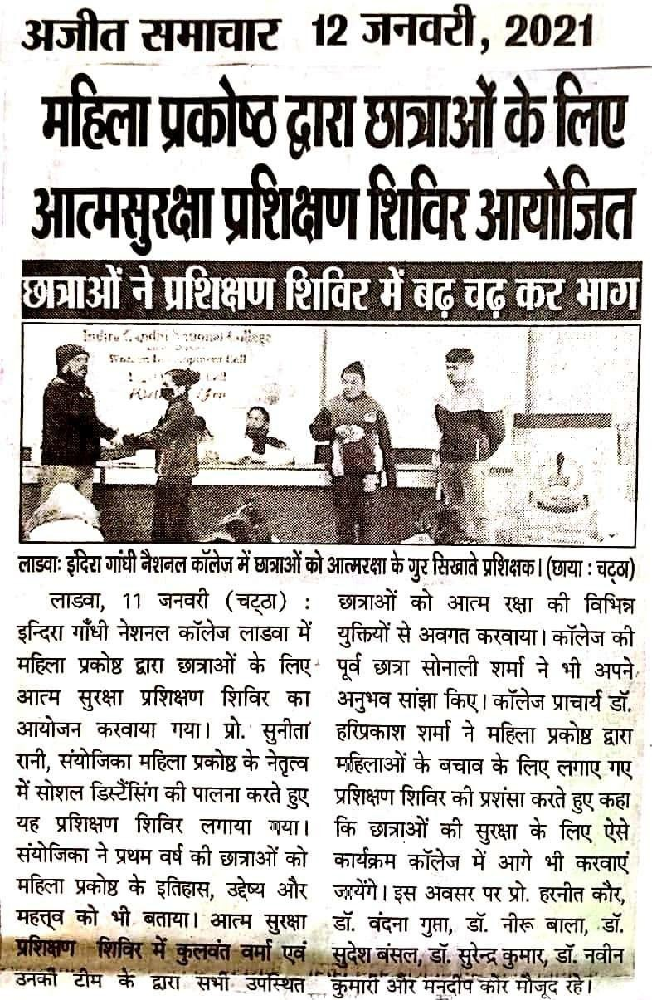 अजीत समाचार 12 जनवरी, 2021
महिला प्रकोष्ठ द्वारा छात्राओं के लिए
आत्मसुरक्षा प्रशिक्षण शिविर आयोजित
छात्राओं ने प्रशिक्षण शिविर में बढ़ चढ़ कर भाग
Indira Gandhi National College
Women Development Cell
लाडवा: इंदिरा गांधी नैशनल कॉलेज में छात्राओं को आत्मरक्षा के गुर सिखाते प्रशिक्षक। (छाया : चट्ठा)
लाडवा, 11 जनवरी (चट्ठा) :
इन्दिरा गाँधी नेशनल कॉलेज लाडवा में
महिला प्रकोष्ठ द्वारा छात्राओं के लिए
आत्म सुरक्षा प्रशिक्षण शिविर का
आयोजन करवाया गया। प्रो. सुनीता
रानी, संयोजिका महिला प्रकोष्ठ के नेतृत्व
में सोशल डिस्टैंसिंग की पालना करते हुए
यह प्रशिक्षण शिविर लगाया गया।
संयोजिका ने प्रथम वर्ष की छात्राओं को
महिला प्रकोष्ठ के इतिहास, उद्देष्य और
महत्त्व को भी बताया। आत्म सुरक्षा
प्रशिक्षण शिविर में कुलवंत वर्मा एवं
उनकी टीम के द्वारा सभी उपस्थित
छात्राओं को आत्म रक्षा की विभिन्न
युक्तियों से अवगत करवाया। कॉलेज की
पूर्व छात्रा सोनाली शर्मा ने भी अपने
अनुभव सांझा किए। कॉलेज प्राचार्य डॉ.
हरिप्रकाश शर्मा ने महिला प्रकोष्ठ द्वारा
महिलाओं के बचाव के लिए लगाए गए
प्रशिक्षण शिविर की प्रशंसा करते हुए कहा
कि छात्राओं की सुरक्षा के लिए ऐसे
कार्यक्रम कॉलेज में आगे भी करवाएं
जायेंगे। इस अवसर पर प्रो. हरनीत कौर,
डॉ. वंदना गुप्ता, डॉ. नीरू बाला, डॉ.
सुदेश बंसल, डॉ. सुरेन्द्र कुमार, डॉ. नवीन
कुमारी और मनदीप कौर मौजूद रहे।